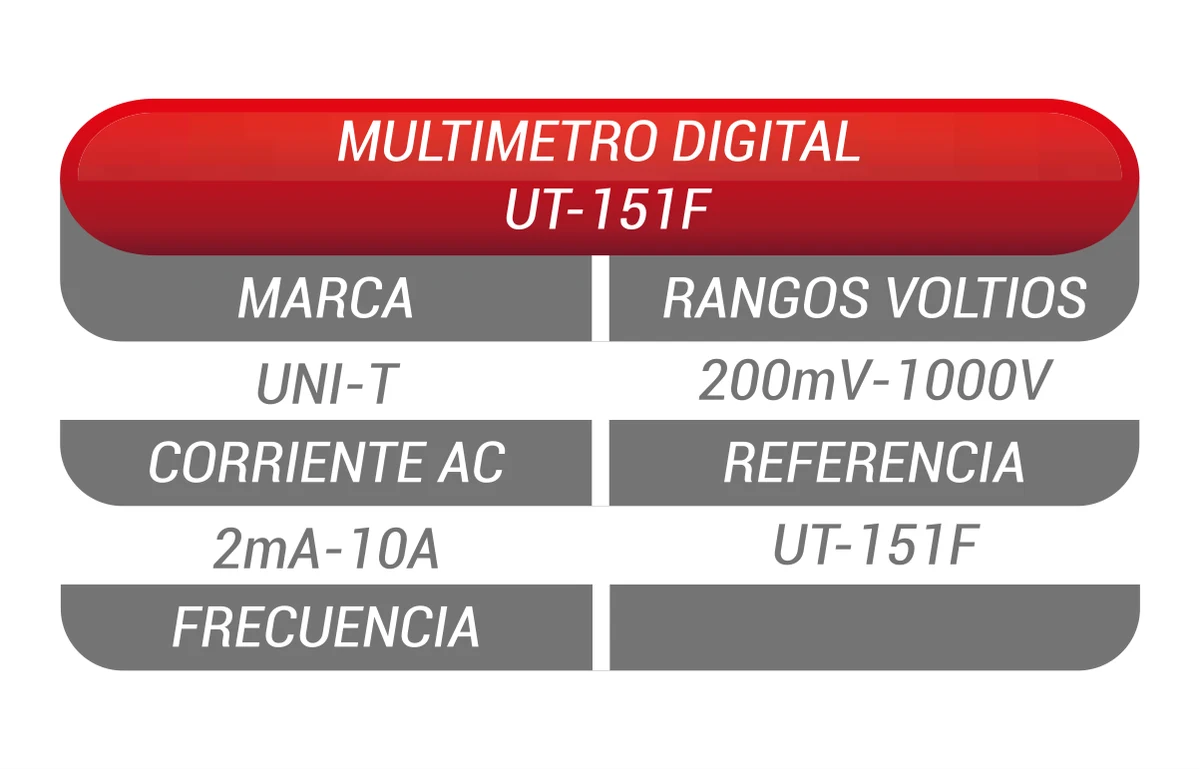 MULTIMETRO DIGITAL
UT-151F
MARCA
RANGOS VOLTIOS
UNI-T
200mV-1000V
CORRIENTE AC
REFERENCIA
2mA-10A
UT-151F
FRECUENCIA